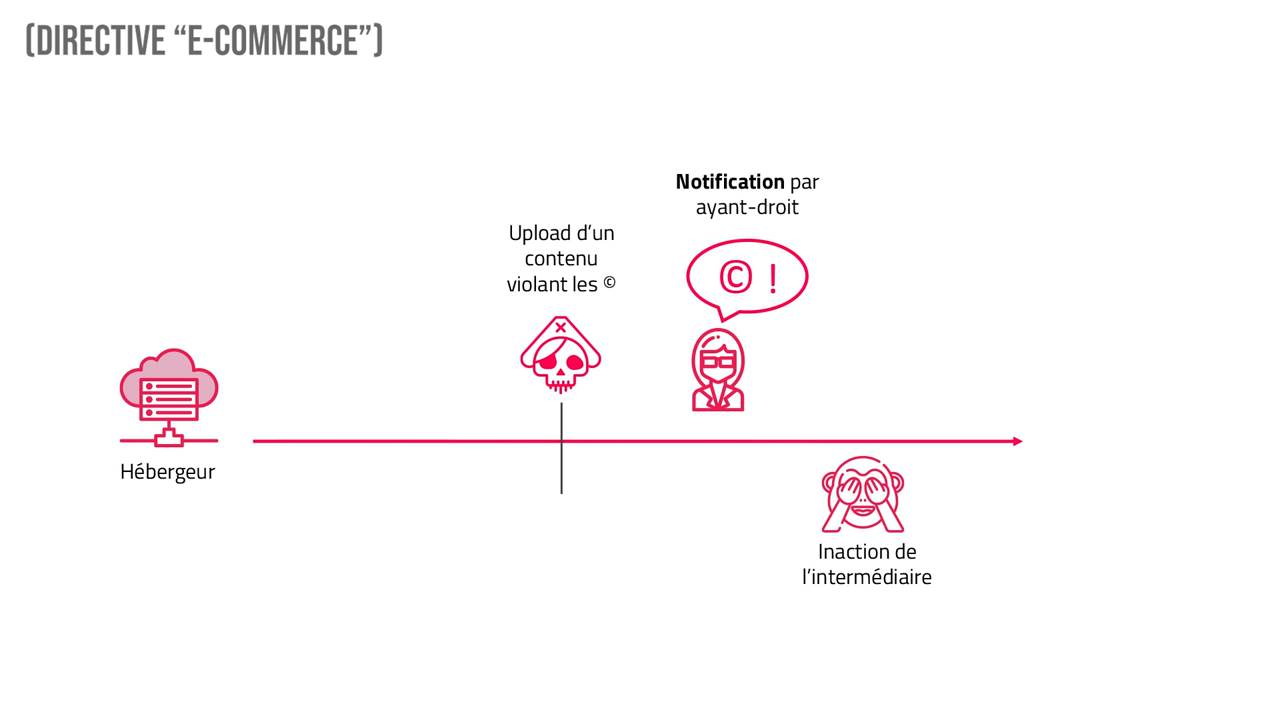 (DIRECTIVE “E-COMMERCE”)
Notification par
ayant-droit
Upload d’un
contenu
violant les ©
© !
Hébergeur
Inaction de
l’intermédiaire